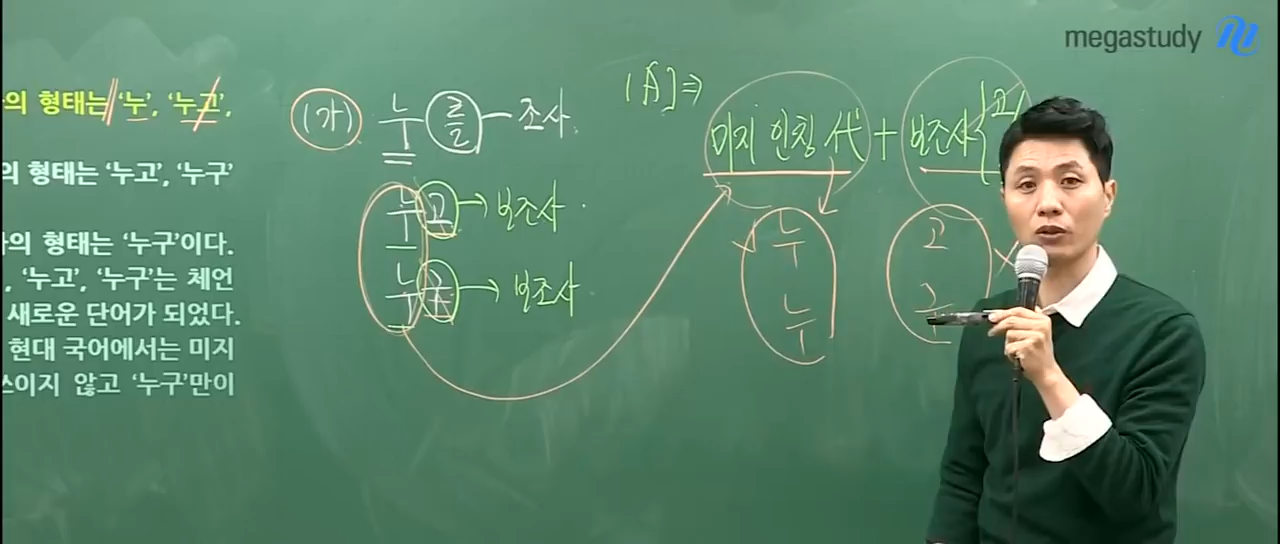 megastudy
의 형태는 '누', '누고',
의 형태는 '누고', '누구'
의 형태는 '누구'이다.
, '누고', '누구'는 체언
새로운 단어가 되었다.
현대 국어에서는 미지
쓰이지 않고 '누구'만이
(가) 누를 - 조사
누고 → 보조사
누구 → 보조사
[A] ⇒
미지 인칭 代 + 보조사 { 고
누 고
누 구